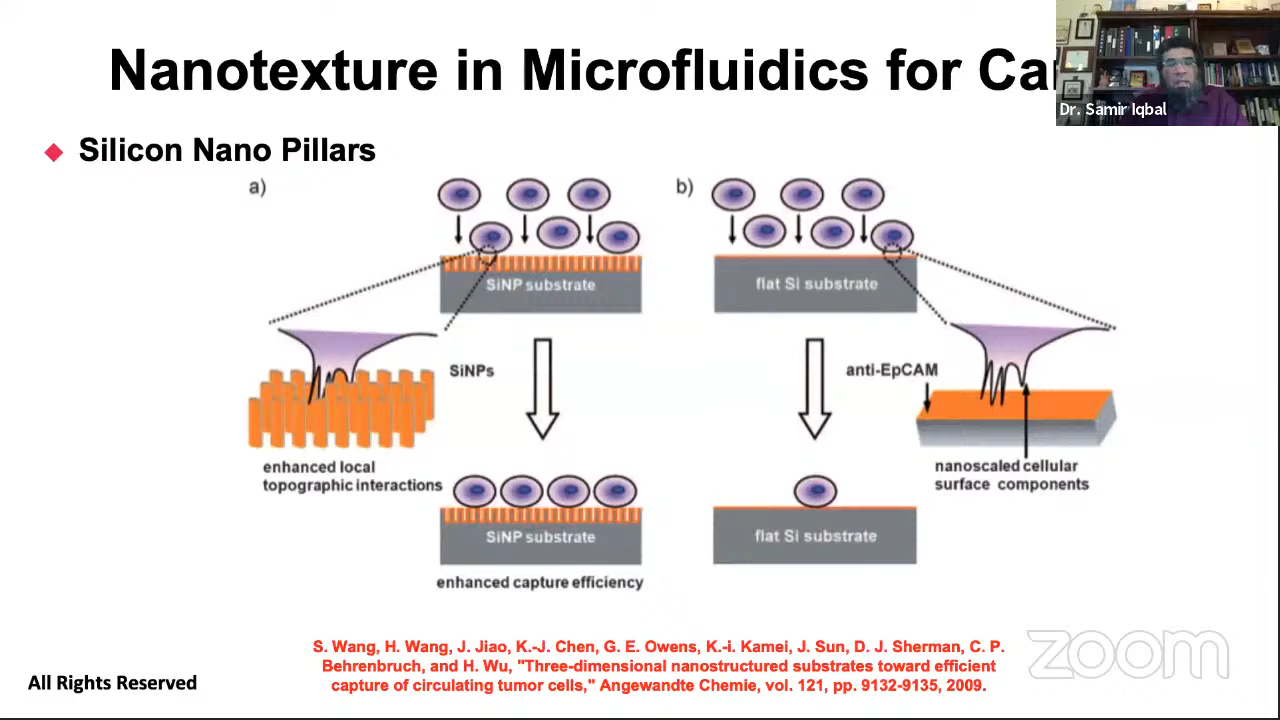 Nanotexture in Microfluidics for Ca
Dr. Samir Iqbal
Silicon Nano Pillars
a)
b)
SiNP substrate
flat Si substrate
SiNPs
anti-EpCAM
enhanced local
topographic interactions
nanoscaled cellular
surface components
SiNP substrate
flat Si substrate
enhanced capture efficiency
S. Wang, H. Wang, J. Jiao, K.-J. Chen, G. E. Owens, K.-i. Kamei, J. Sun, D. J. Sherman, C. P.
Behrenbruch, and H. Wu, "Three-dimensional nanostructured substrates toward efficient
capture of circulating tumor cells," Angewandte Chemie, vol. 121, pp. 9132-9135, 2009.
All Rights Reserved
zoom